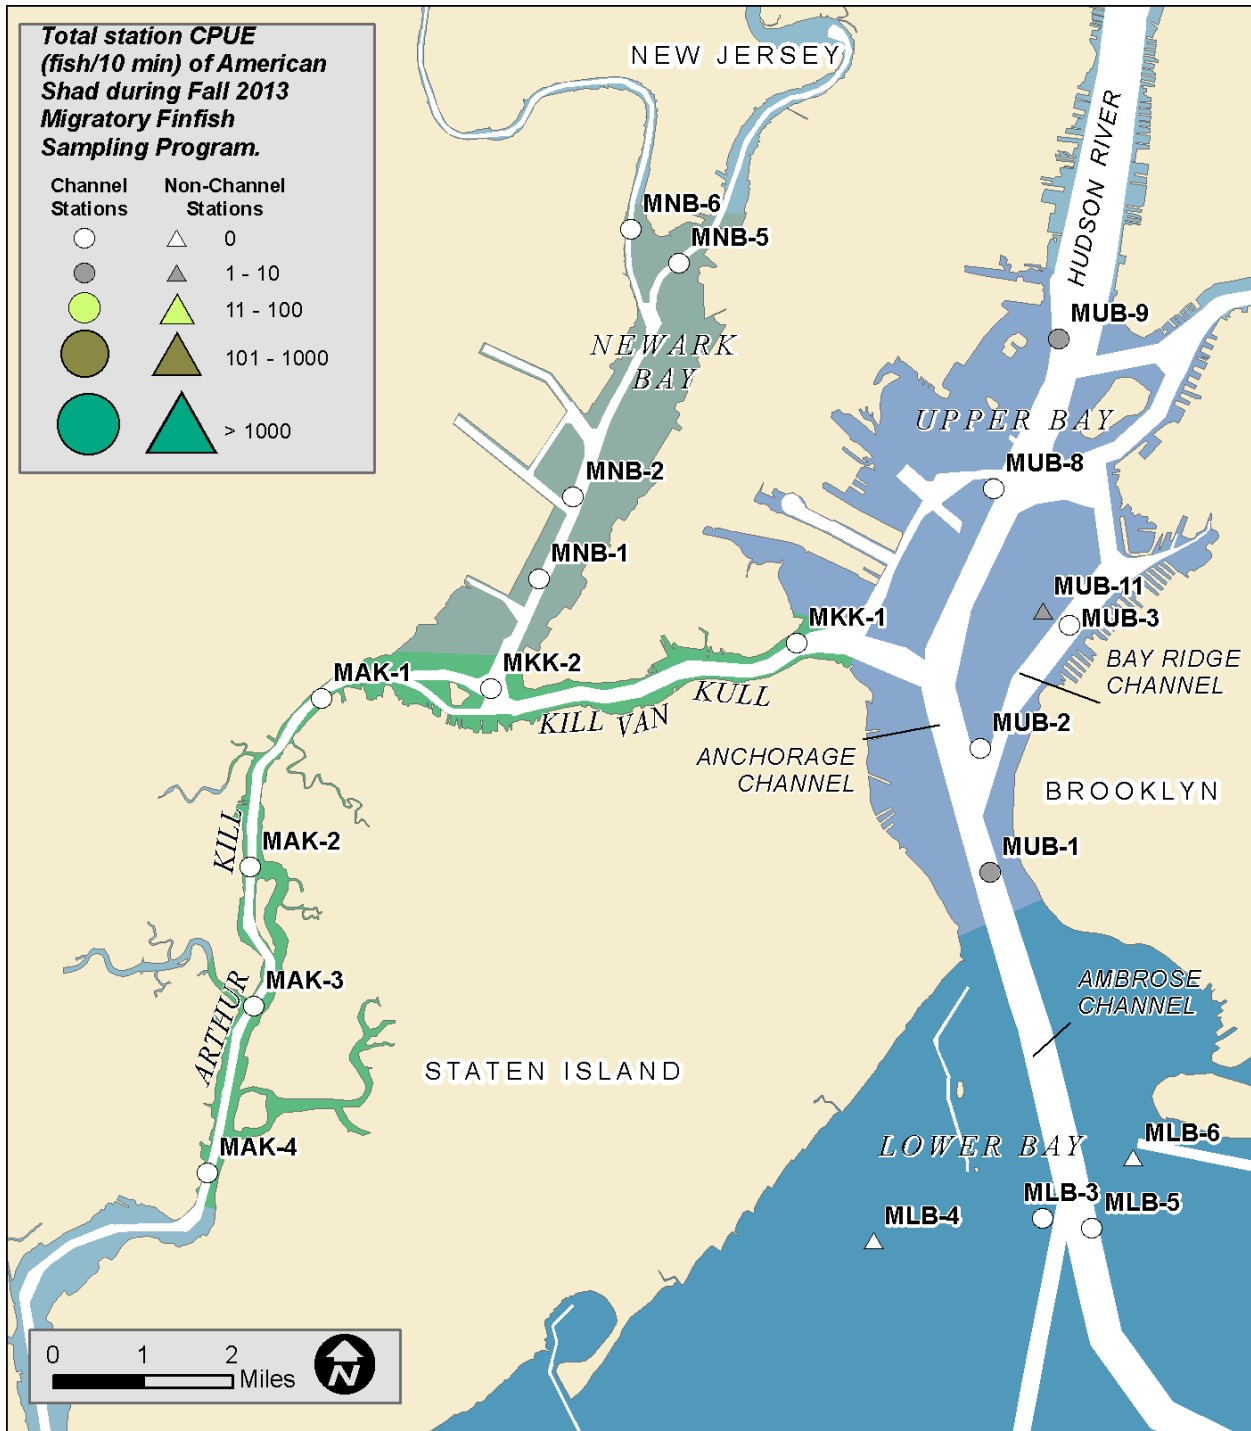 Total station CPUE
(fish/10 min) of American
Shad during Fall 2013
Migratory Finfish
Sampling Program.
Channel
Stations
Non-Channel
Stations
0
1 - 10
11 - 100
101 - 1000
> 1000
NEW JERSEY
HUDSON RIVER
MNB-6
MNB-5
MUB-9
NEWARK
BAY
UPPER BAY
MNB-2
MUB-8
MNB-1
MUB-11
MUB-3
MKK-1
BAY RIDGE
CHANNEL
MAK-1
MKK-2
KILL VAN KULL
MUB-2
ANCHORAGE
CHANNEL
BROOKLYN
MAK-2
MUB-1
ARTHUR KILL
MAK-3
AMBROSE
CHANNEL
STATEN ISLAND
MAK-4
LOWER BAY
MLB-6
MLB-3
MLB-5
MLB-4
0 1 2
Miles
N